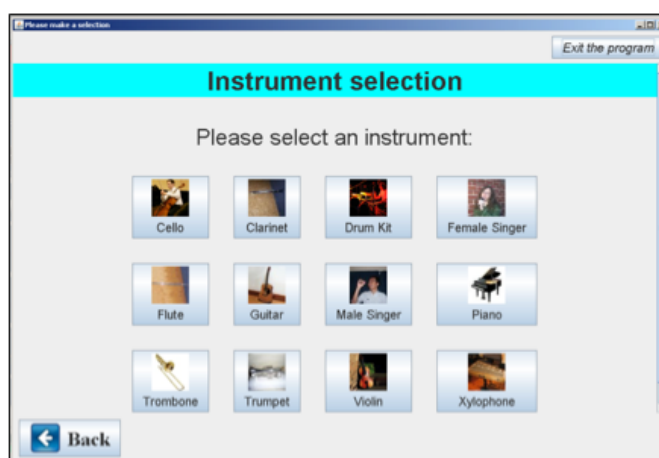 Please make a selection
Exit the program
Instrument selection
Please select an instrument:
Cello Clarinet Drum Kit Female Singer
Flute Guitar Male Singer Piano
Trombone Trumpet Violin Xylophone
Back